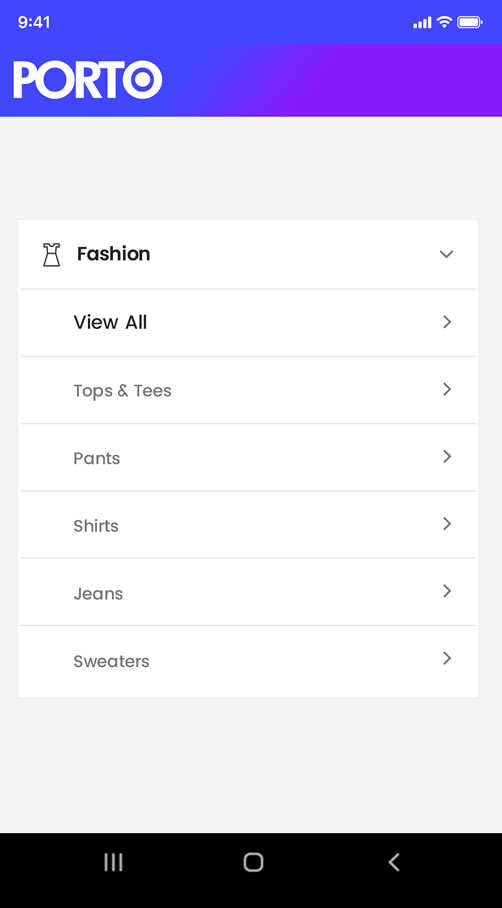 9:41
PORTO
Fashion
View All
Tops & Tees
Pants
Shirts
Jeans
Sweaters